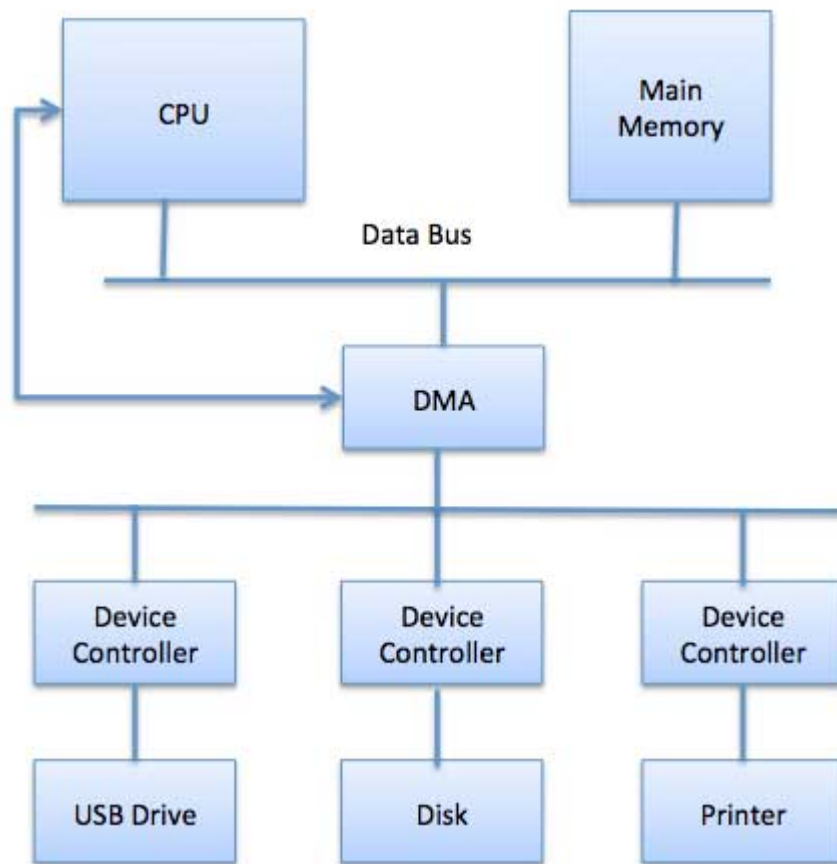 CPU
Main
Memory
Data Bus
DMA
Device
Controller
Device
Controller
Device
Controller
USB Drive
Disk
Printer